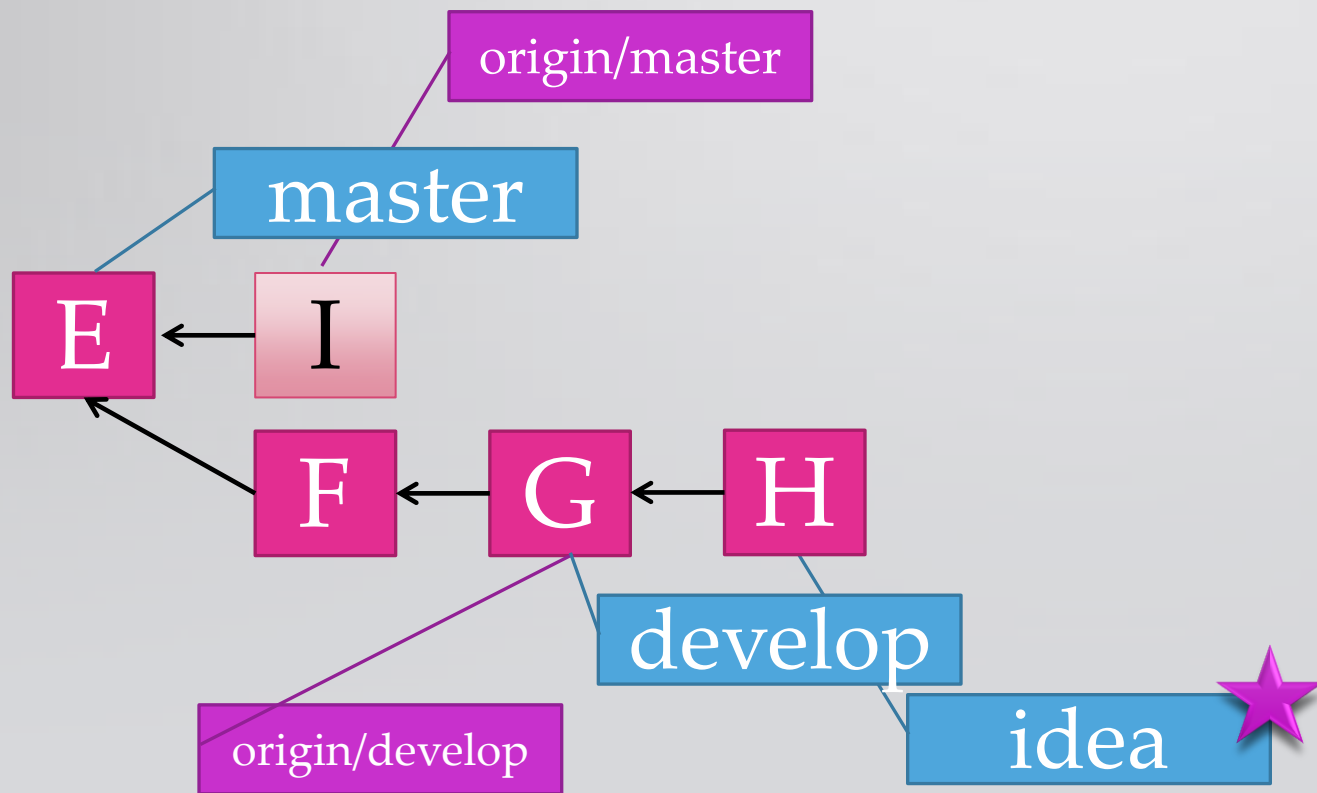 origin/master
master
E
I
F
G
H
develop
origin/develop
idea